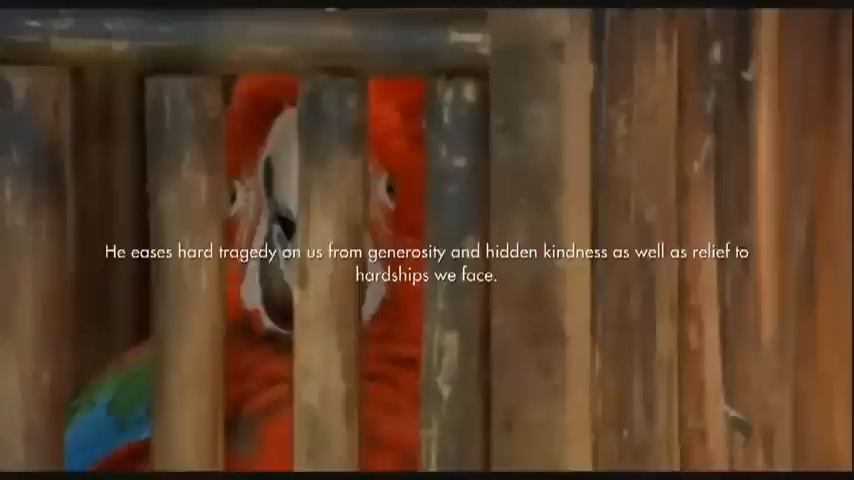 He eases hard tragedy on us from generosity and hidden kindness as well as relief to
hardships we face.